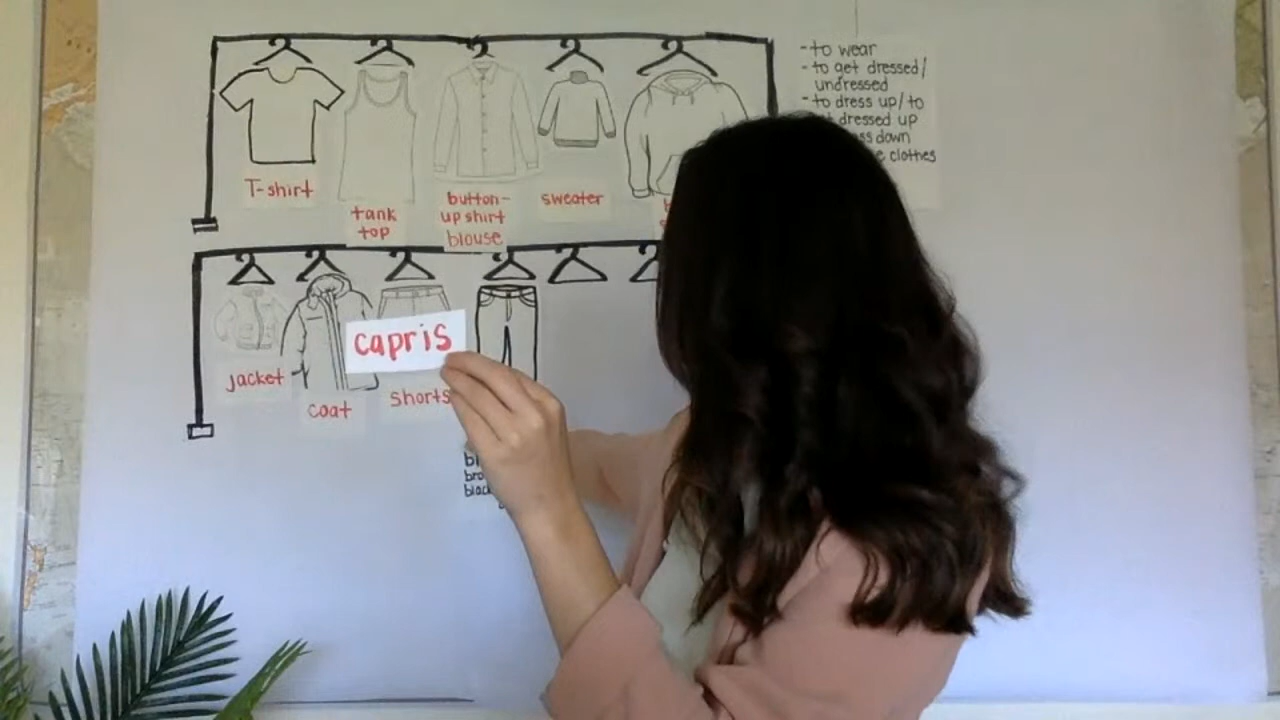 -to wear
-to get dressed/
undressed
-to dress up/to
dressed up
down
clothes
T-shirt
tank
top
button-
up shirt
blouse
sweater
capris
jacket
coat
shorts